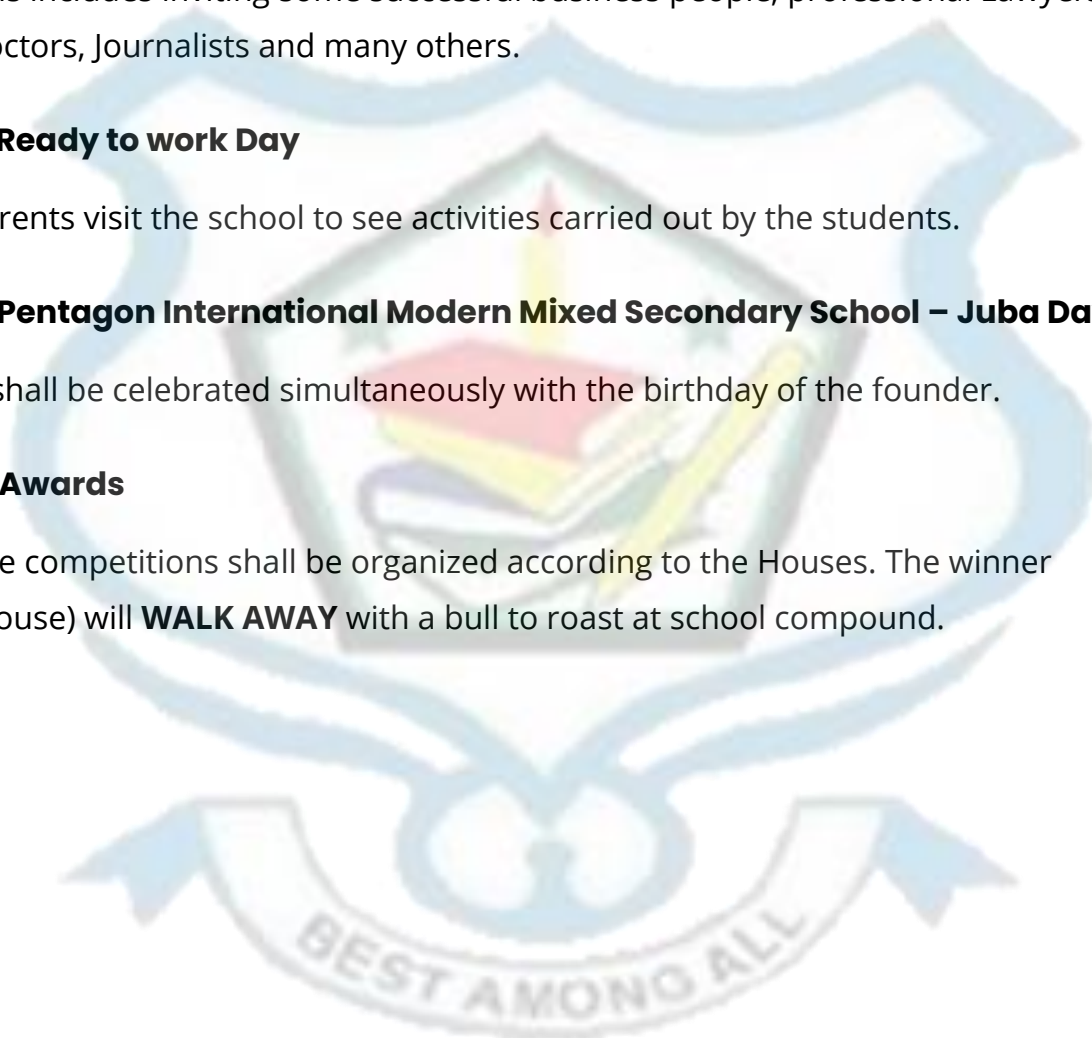 ctors, Journalists and many others.
Ready to work Day
rents visit the school to see activities carried out by the students.
Pentagon International Modern Mixed Secondary School – Juba Da
shall be celebrated simultaneously with the birthday of the founder.
Awards
e competitions shall be organized according to the Houses. The winner
ouse) will WALK AWAY with a bull to roast at school compound.
BEST AMONG ALL